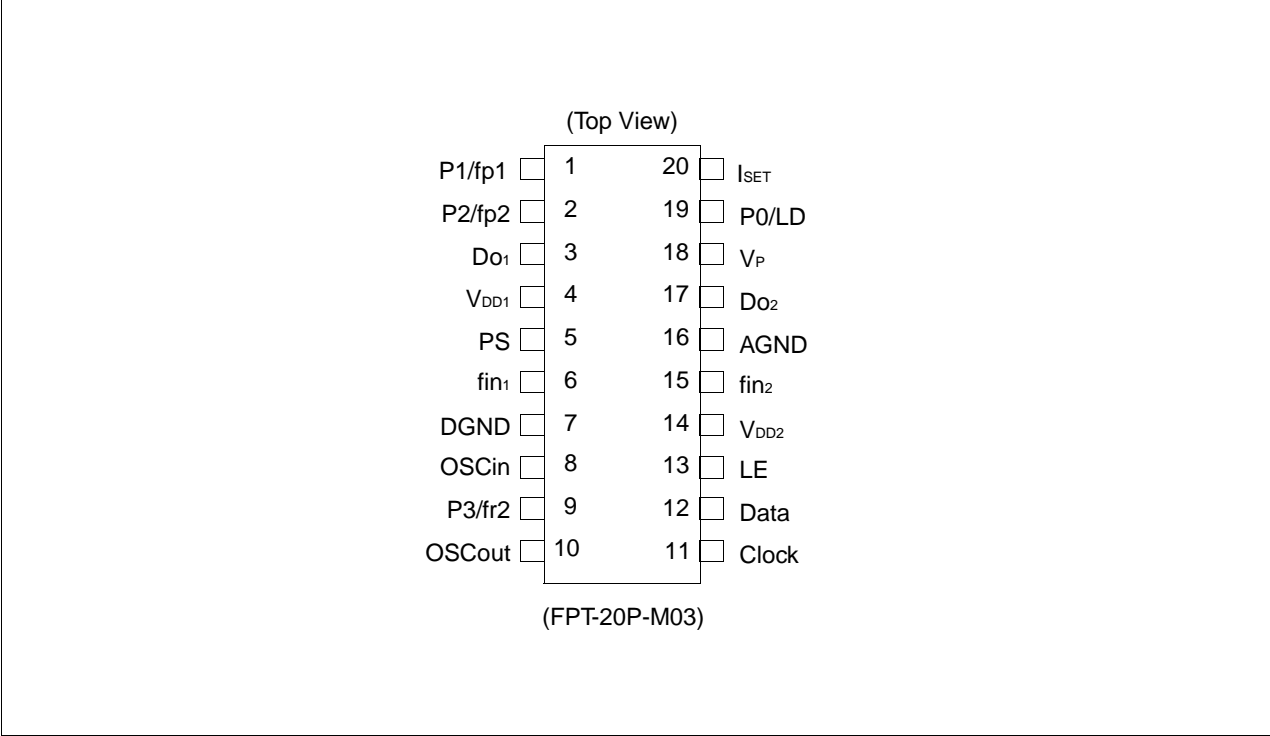 (Top View)
P1/fp1 1 20 ISET
P2/fp2 2 19 P0/LD
Do1 3 18 VP
VDD1 4 17 Do2
PS 5 16 AGND
fin1 6 15 fin2
DGND 7 14 VDD2
OSCin 8 13 LE
P3/fr2 9 12 Data
OSCout 10 11 Clock
(FPT-20P-M03)